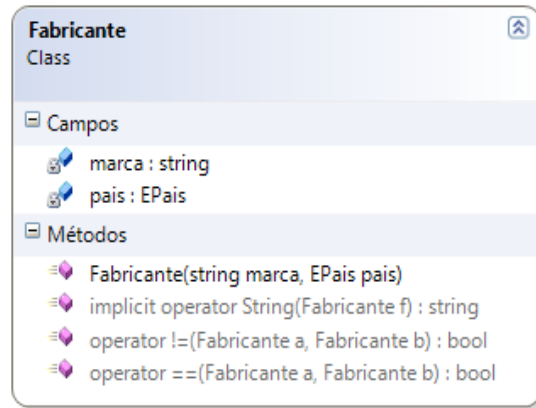 Fabricante
Class
Campos
marca : string
pais : EPais
Métodos
Fabricante(string marca, EPais pais)
implicit operator String(Fabricante f) : string
operator !=(Fabricante a, Fabricante b) : bool
operator ==(Fabricante a, Fabricante b) : bool